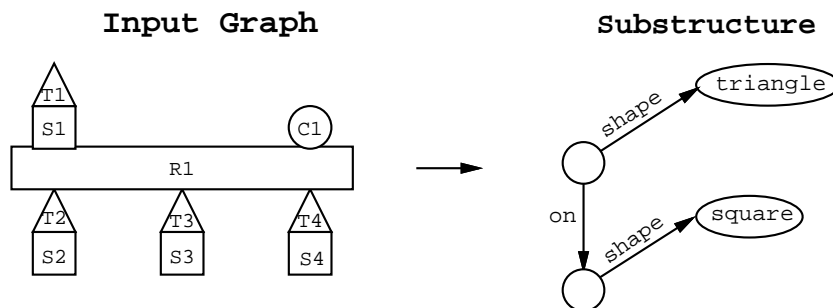 Input Graph
T1
S1
C1
R1
T2
T3
T4
S2
S3
S4
Substructure
triangle
shape
on
square
shape